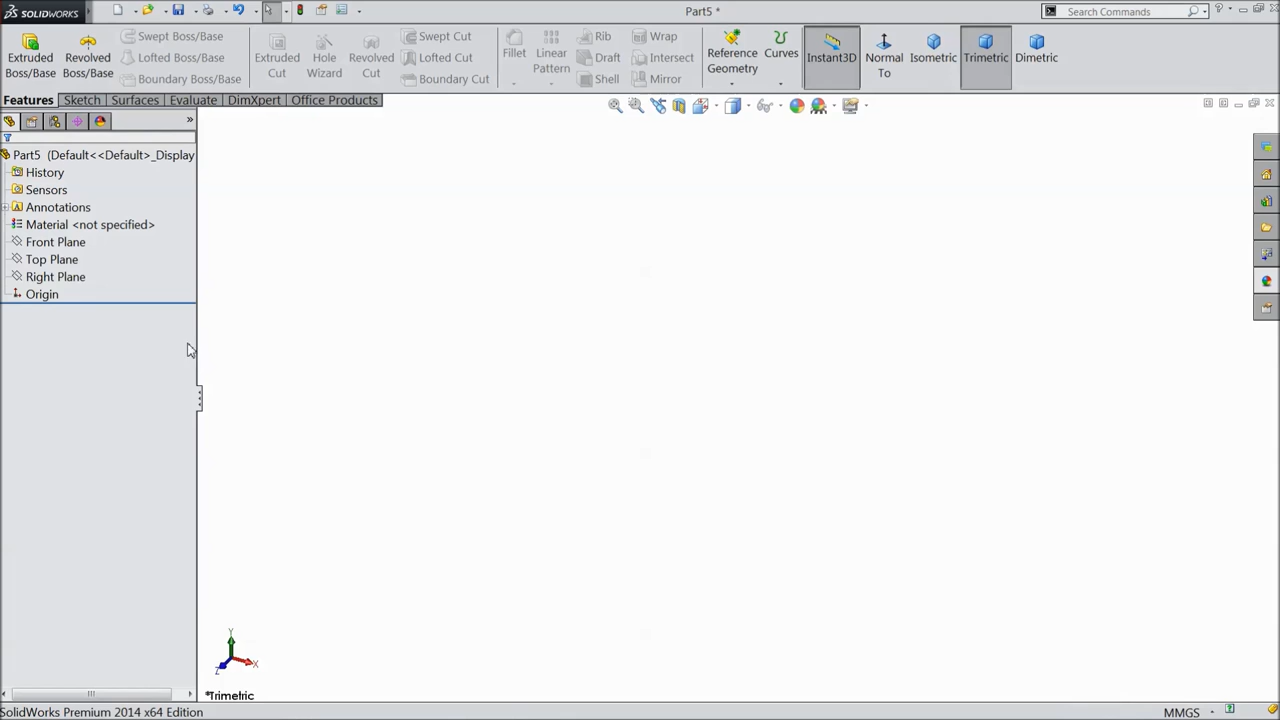 SOLIDWORKS
Part5 *
Search Commands
Extruded Boss/Base
Revolved Boss/Base
Swept Boss/Base
Lofted Boss/Base
Boundary Boss/Base
Extruded Cut
Hole Wizard
Revolved Cut
Swept Cut
Lofted Cut
Boundary Cut
Fillet
Linear Pattern
Rib
Draft
Shell
Wrap
Intersect
Mirror
Reference Geometry
Curves
Instant3D
Normal To
Isometric
Trimetric
Dimetric
Features
Sketch
Surfaces
Evaluate
DimXpert
Office Products
Part5 (Default<<Default>_Display
History
Sensors
Annotations
Material <not specified>
Front Plane
Top Plane
Right Plane
Origin
Y
X
Z
*Trimetric
SolidWorks Premium 2014 x64 Edition
MMGS